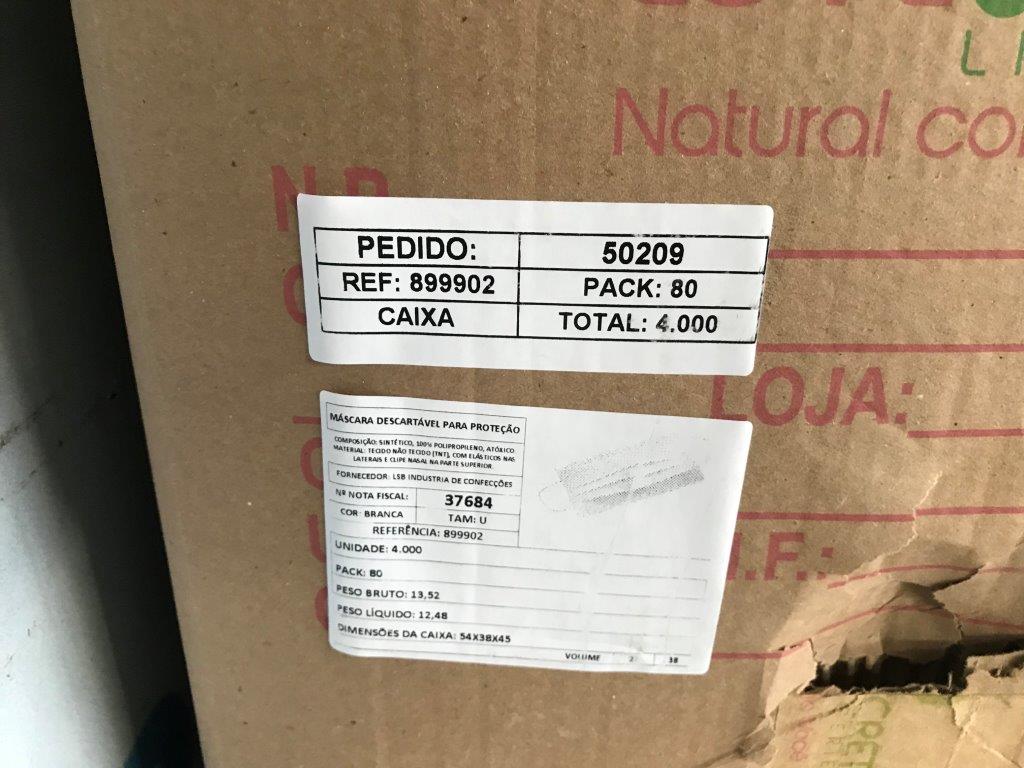 Natural
PEDIDO: 50209
REF: 899902 PACK: 80
CAIXA TOTAL: 4.000
LOJA:
MÁSCARA DESCARTÁVEL PARA PROTEÇÃO
COMPOSIÇÃO: SINTÉTICO, 100% POLIPROPILENO, ATÓXICO
MATERIAL: TECIDO NÃO TECIDO (TNT), COM ELÁSTICOS NAS
LATERAIS E CLIPE NASAL NA PARTE SUPERIOR.
FORNECEDOR: LSB INDUSTRIA DE CONFECÇÕES
Nº NOTA FISCAL: 37684
COR: BRANCA TAM: U
REFERÊNCIA: 899902
UNIDADE: 4.000
PACK: 80
PESO BRUTO: 13,52
PESO LÍQUIDO: 12,48
DIMENSÕES DA CAIXA: 54X38X45
VOLUME 2 38